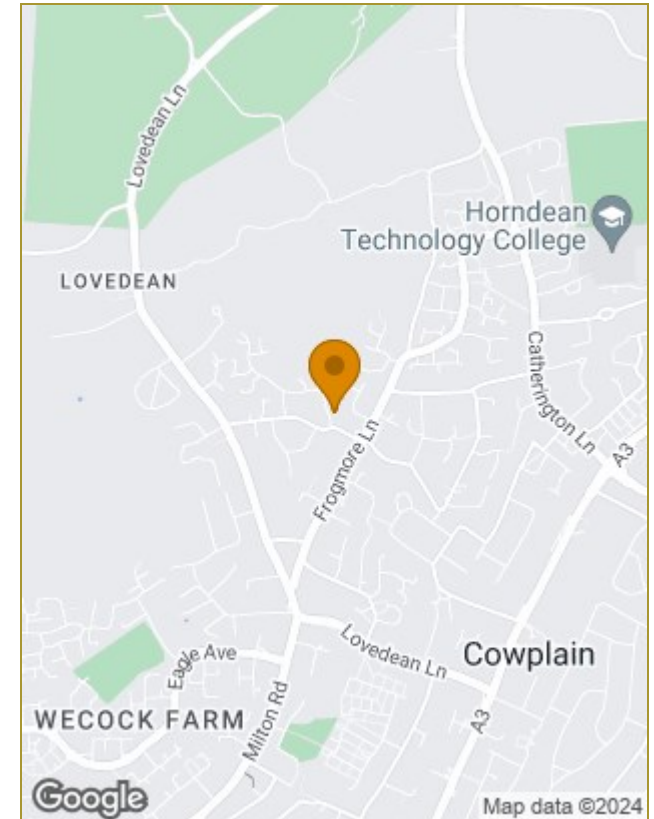 Lovedean Ln
Horndean
Technology College
LOVEDEAN
Catherington Ln
A3
Frogmore Ln
Lovedean Ln
Cowplain
Eagle Ave
WECOCK FARM
Milton Rd
A3
Google
Map data ©2024